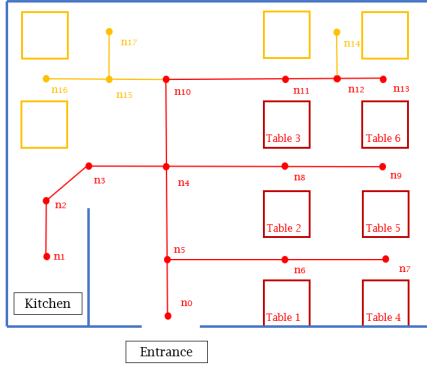 n17
n14
n16
n15
n10
n11
n12
n13
Table 3
Table 6
n3
n4
n8
n9
n2
Table 2
Table 5
n1
n5
n6
n7
Kitchen
n0
Table 1
Table 4
Entrance